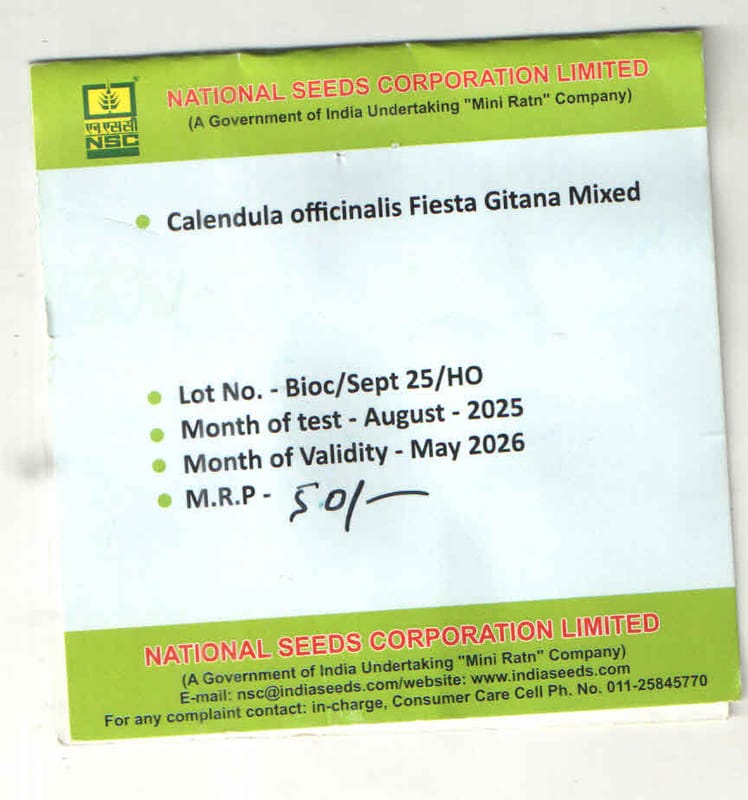 एन एस सी
NSC
NATIONAL SEEDS CORPORATION LIMITED
(A Government of India Undertaking "Mini Ratn" Company)
Calendula officinalis Fiesta Gitana Mixed
Lot No. - Bioc/Sept 25/HO
Month of test - August - 2025
Month of Validity - May 2026
M.R.P - 50/-
NATIONAL SEEDS CORPORATION LIMITED
(A Government of India Undertaking "Mini Ratn" Company)
E-mail: nsc@indiaseeds.com/website: www.indiaseeds.com
For any complaint contact: in-charge, Consumer Care Cell Ph. No. 011-25845770